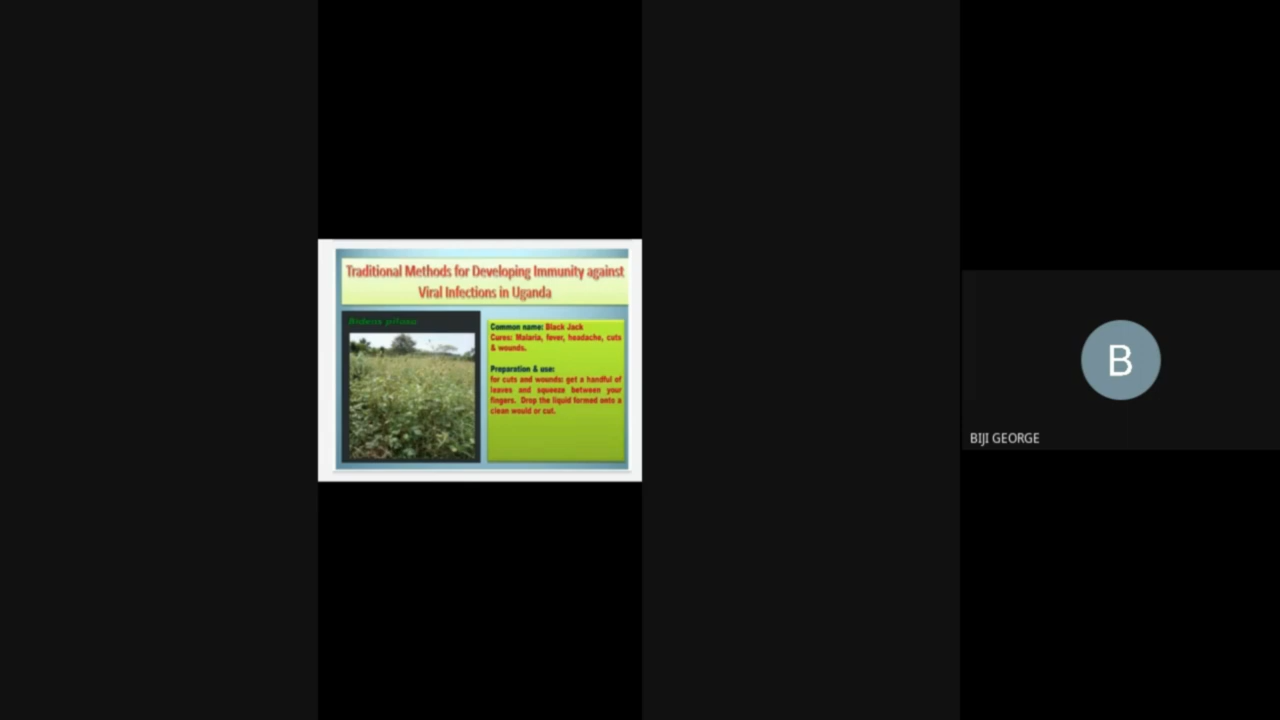 Traditional Methods for Developing Immunity against
Viral Infections in Uganda
Bidens pilosa
Common name: Black Jack
Cures: Malaria, fever, headache, cuts
& wounds.
Preparation & use:
for cuts and wounds: get a handful of
leaves and squeeze between your
fingers. Drop the liquid formed onto a
clean would or cut.
B
BIJI GEORGE